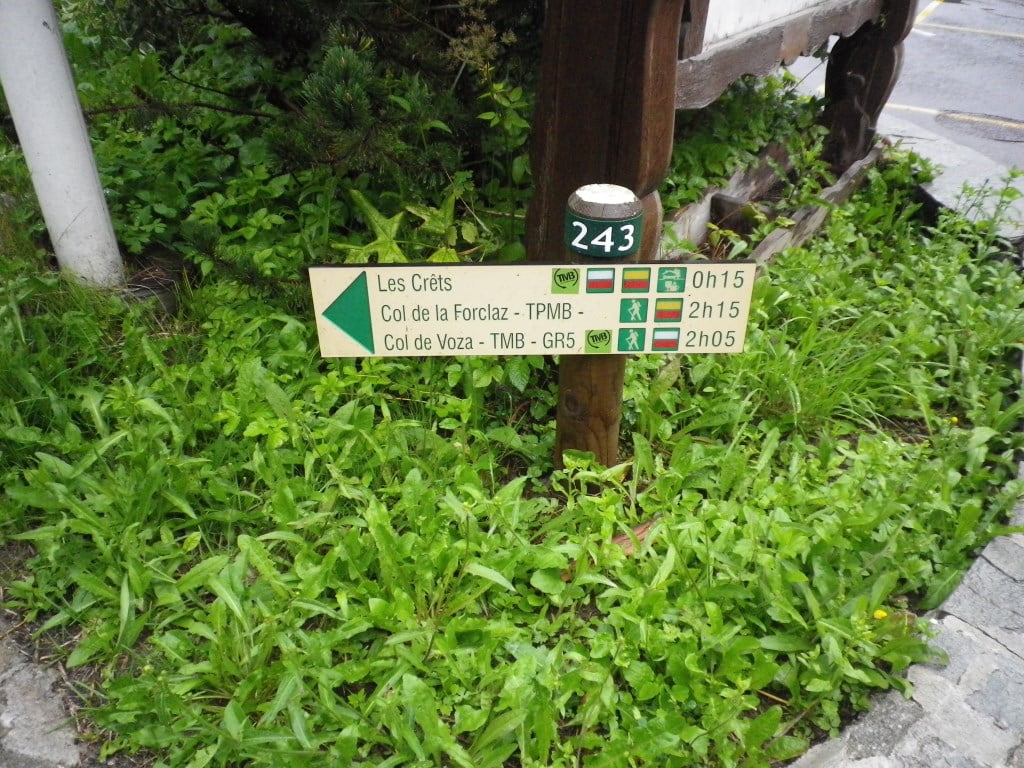 243
Les Crêts TMB 0h15
Col de la Forclaz - TPMB - 2h15
Col de Voza - TMB - GR5 TMB 2h05